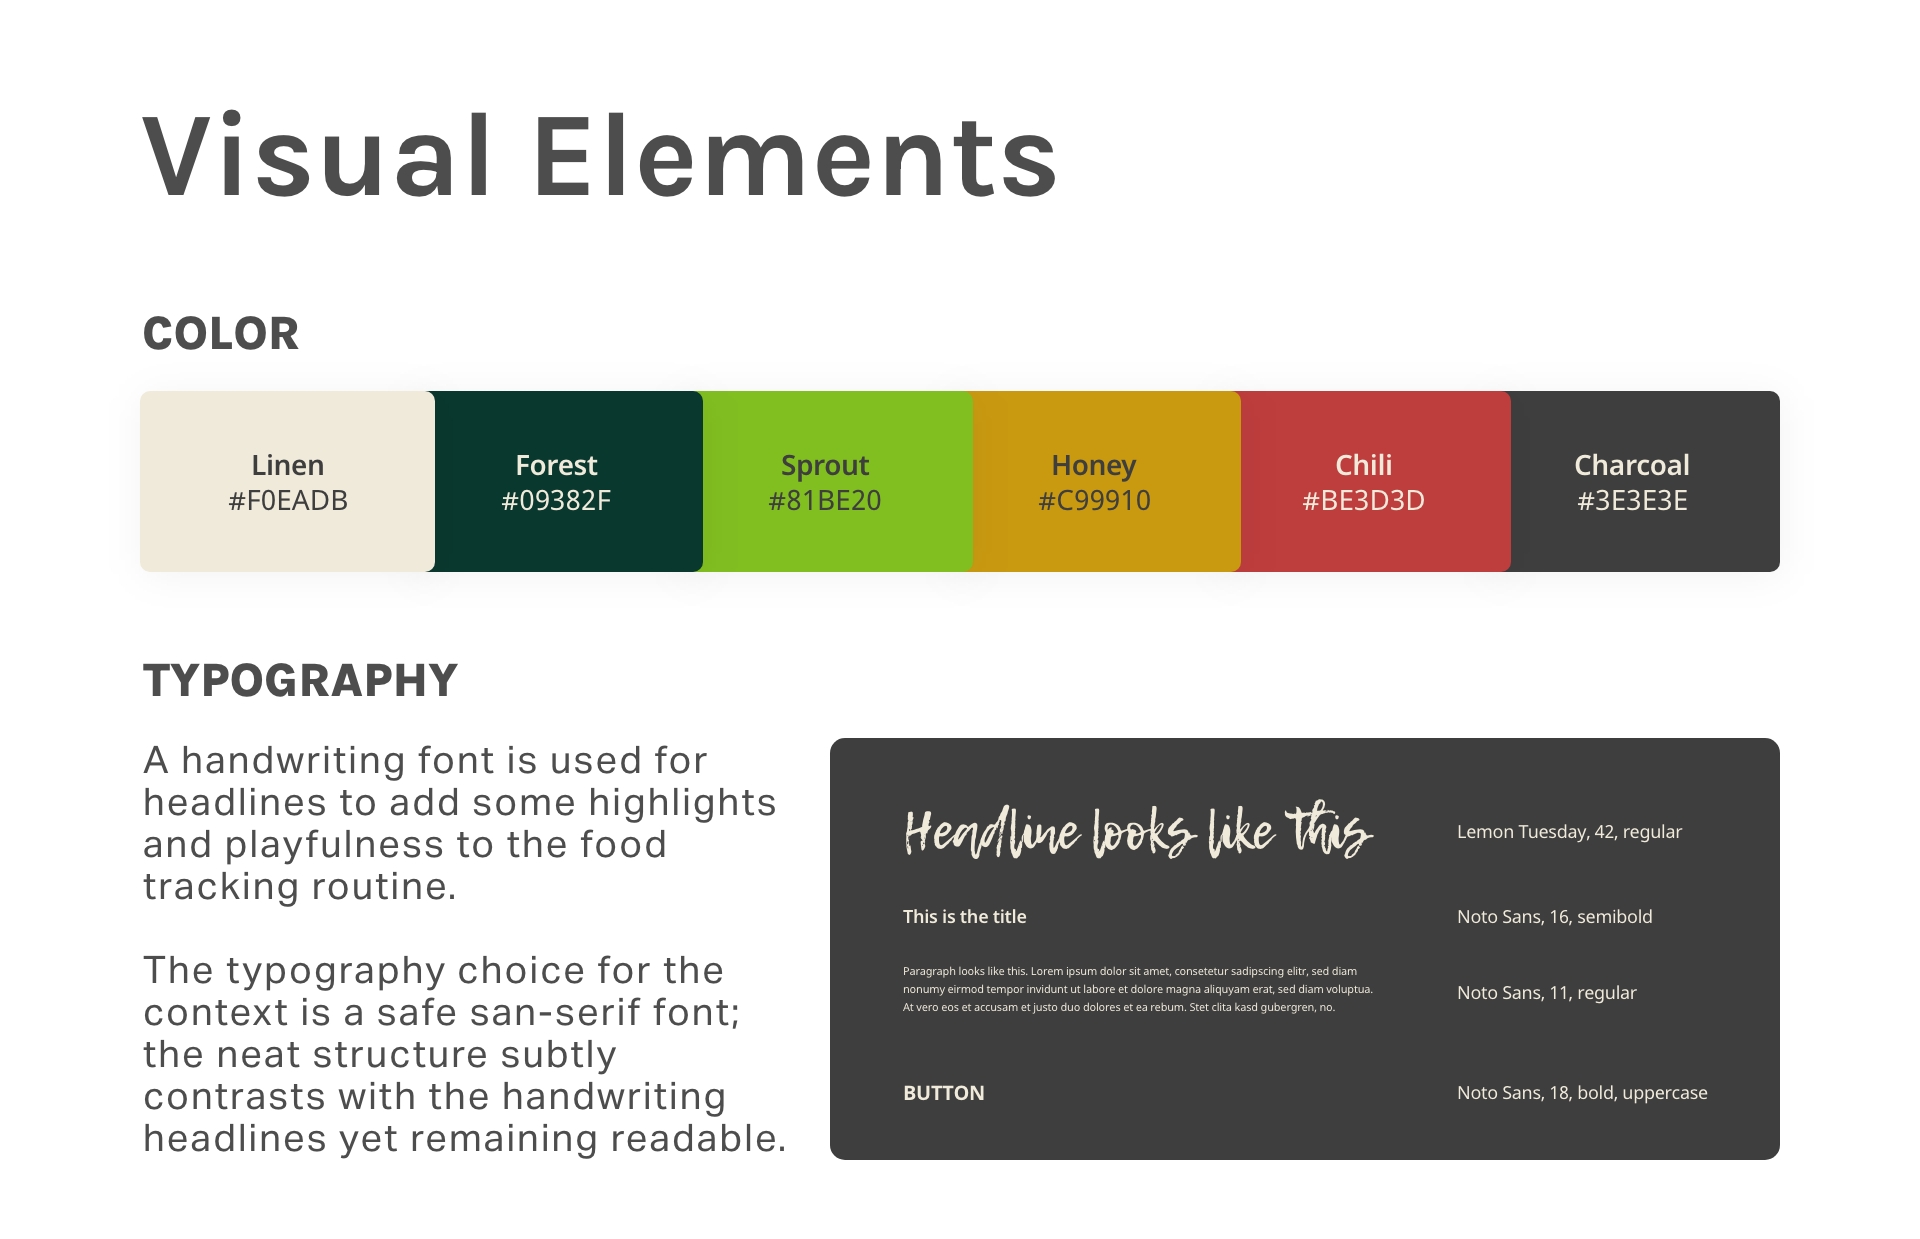 Visual Elements
COLOR
Linen
#F0EADB
Forest
#09382F
Sprout
#81BE20
Honey
#C99910
Chili
#BE3D3D
Charcoal
#3E3E3E
TYPOGRAPHY
A handwriting font is used for
headlines to add some highlights
and playfulness to the food
tracking routine.
The typography choice for the
context is a safe san-serif font;
the neat structure subtly
contrasts with the handwriting
headlines yet remaining readable.
Headline looks like this
Lemon Tuesday, 42, regular
This is the title
Noto Sans, 16, semibold
Paragraph looks like this. Lorem ipsum dolor sit amet, consetetur sadipscing elitr, sed diam
nonumy eirmod tempor invidunt ut labore et dolore magna aliquyam erat, sed diam voluptua.
At vero eos et accusam et justo duo dolores et ea rebum. Stet clita kasd gubergren, no.
Noto Sans, 11, regular
BUTTON
Noto Sans, 18, bold, uppercase